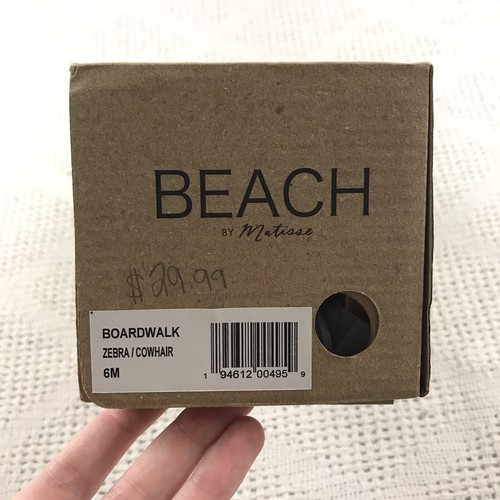 BEACH
BY Matisse
$29.99
BOARDWALK
ZEBRA / COWHAIR
6M
1 94612 00495 9